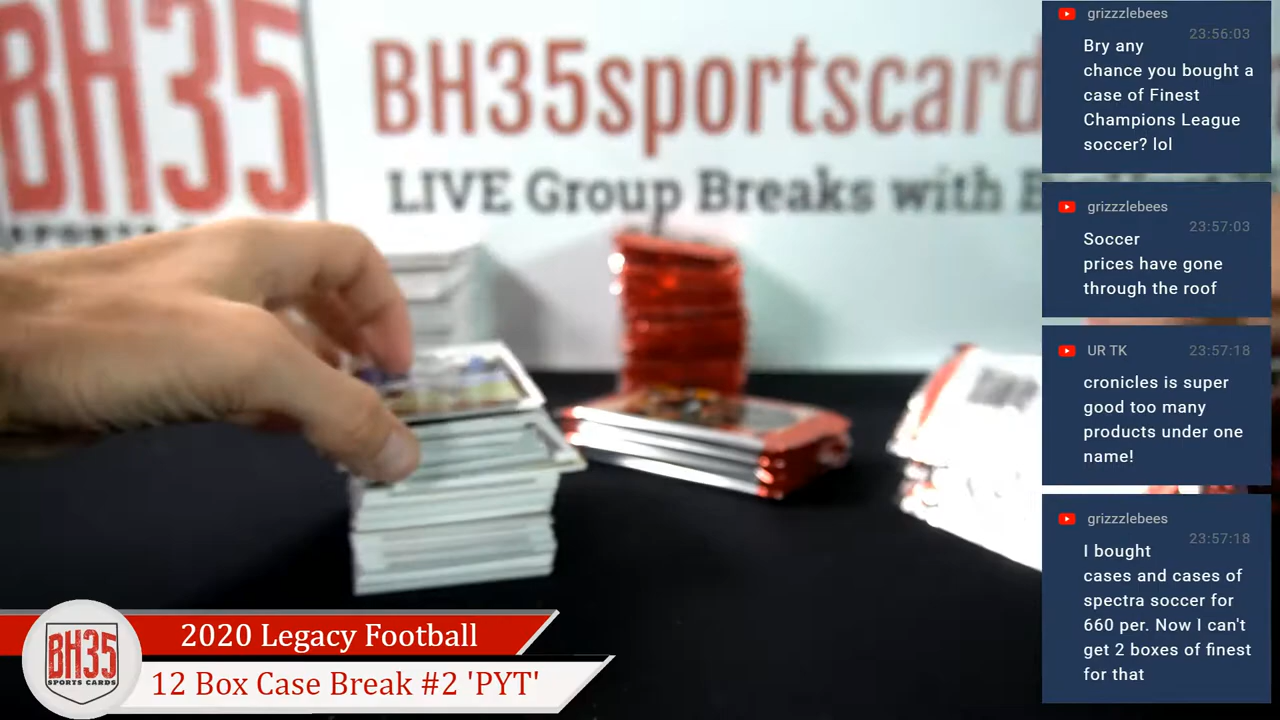 BH35
SPORTS
BH35sportscard
LIVE Group Breaks with B
grizzzlebees
23:56:03
Bry any
chance you bought a
case of Finest
Champions League
soccer? lol
grizzzlebees
23:57:03
Soccer
prices have gone
through the roof
UR TK 23:57:18
cronicles is super
good too many
products under one
name!
grizzzlebees
23:57:18
I bought
cases and cases of
spectra soccer for
660 per. Now I can't
get 2 boxes of finest
for that
2020 Legacy Football
12 Box Case Break #2 'PYT'
BH35
SPORTS CARDS